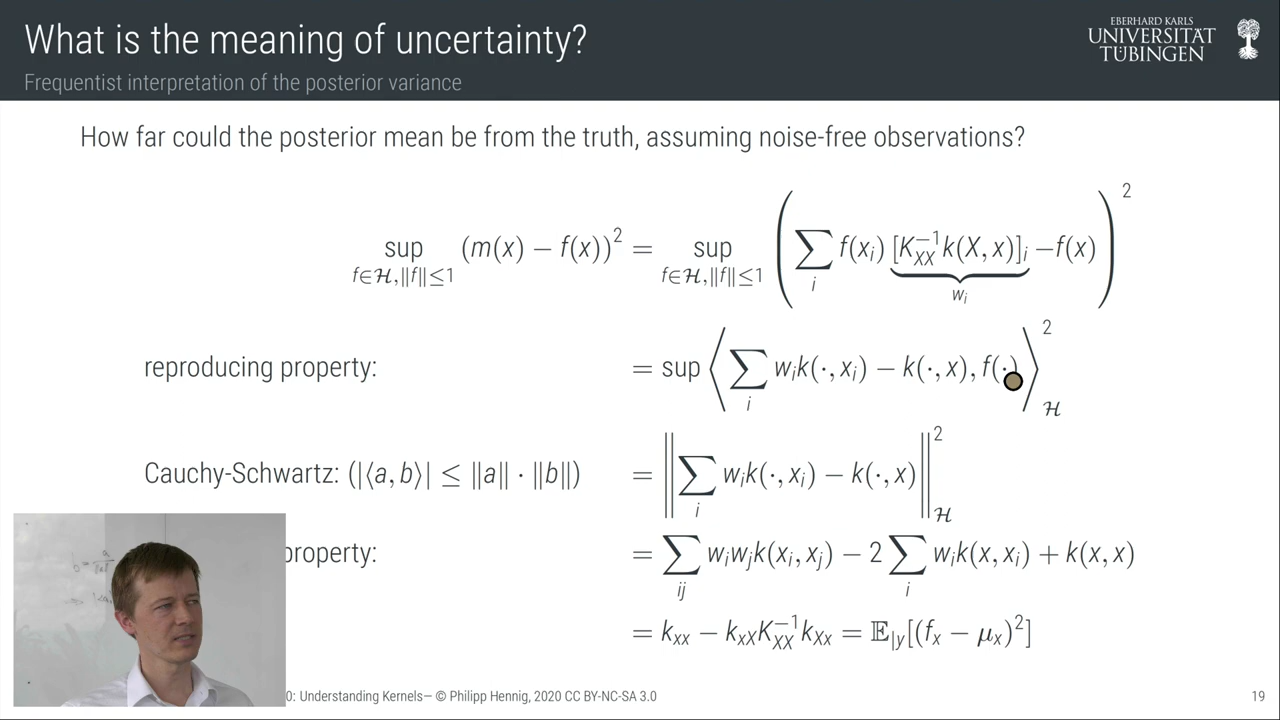 What is the meaning of uncertainty?
Frequentist interpretation of the posterior variance
EBERHARD KARLS
UNIVERSITÄT
TÜBINGEN
How far could the posterior mean be from the truth, assuming noise-free observations?
sup_{f∈ℋ,‖f‖≤1} (m(x) − f(x))² = sup_{f∈ℋ,‖f‖≤1} (∑_i f(x_i) [K_{XX}^{−1} k(X, x)]_i − f(x))²
w_i
reproducing property: = sup ⟨∑_i w_i k(·, x_i) − k(·, x), f(·)⟩²_ℋ
Cauchy-Schwartz: (|⟨a, b⟩| ≤ ‖a‖ · ‖b‖) = ‖∑_i w_i k(·, x_i) − k(·, x)‖²_ℋ
property: = ∑_{ij} w_i w_j k(x_i, x_j) − 2 ∑_i w_i k(x, x_i) + k(x, x)
= k_{xx} − k_{xX} K_{XX}^{−1} k_{Xx} = 𝔼_{|y}[(f_x − μ_x)²]
0: Understanding Kernels— © Philipp Hennig, 2020 CC BY-NC-SA 3.0
19